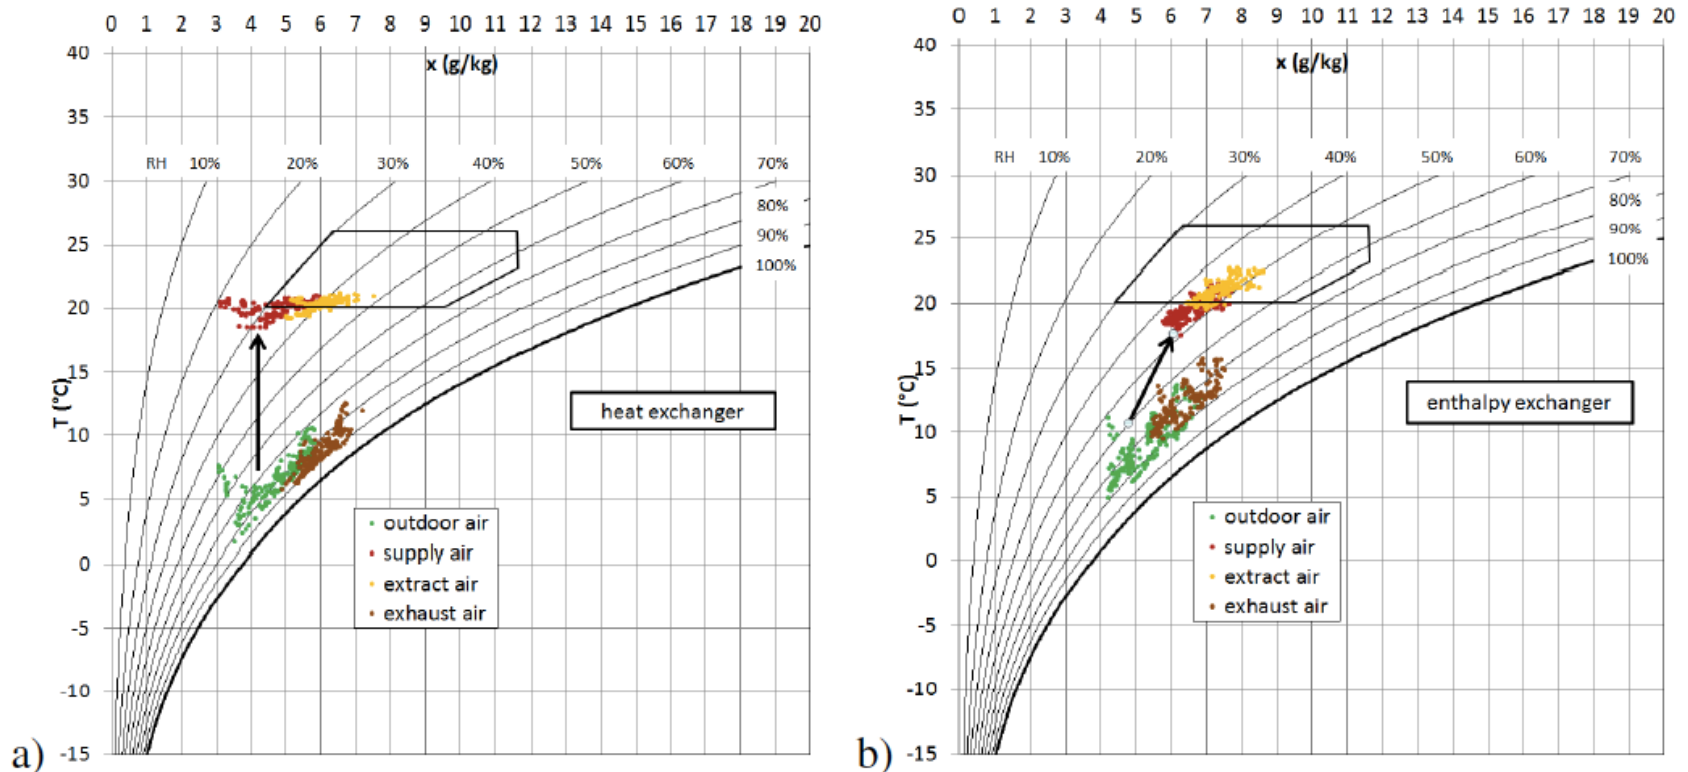 0 1 2 3 4 5 6 7 8 9 10 11 12 13 14 15 16 17 18 19 20
x (g/kg)
40
35
30
25
20
15
10
5
0
-5
-10
-15
T (°C)
RH 10% 20% 30% 40% 50% 60% 70%
80%
90%
100%
heat exchanger
outdoor air
supply air
extract air
exhaust air
a)
0 1 2 3 4 5 6 7 8 9 10 11 12 13 14 15 16 17 18 19 20
x (g/kg)
40
35
30
25
20
15
10
5
0
-5
-10
-15
T (°C)
RH 10% 20% 30% 40% 50% 60% 70%
80%
90%
100%
enthalpy exchanger
outdoor air
supply air
extract air
exhaust air
b)